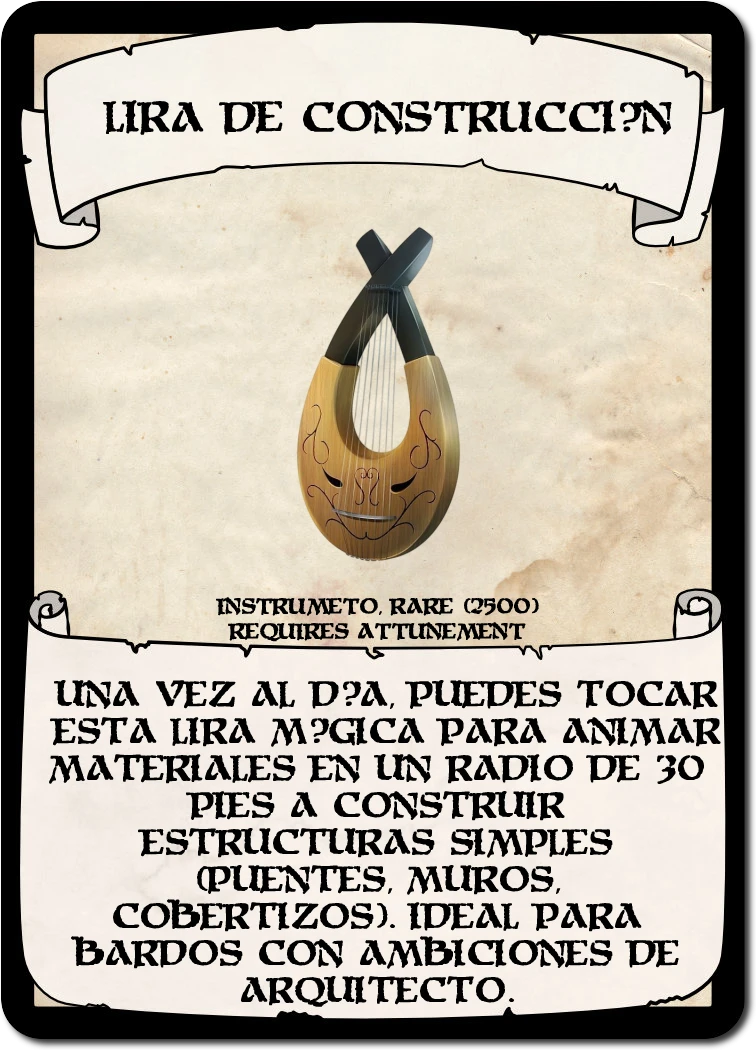 LIRA DE CONSTRUCCI?N
INSTRUMETO, RARE (2500)
REQUIRES ATTUNEMENT
UNA VEZ AL D?A, PUEDES TOCAR
ESTA LIRA M?GICA PARA ANIMAR
MATERIALES EN UN RADIO DE 30
PIES A CONSTRUIR
ESTRUCTURAS SIMPLES
(PUENTES, MUROS,
COBERTIZOS). IDEAL PARA
BARDOS CON AMBICIONES DE
ARQUITECTO.